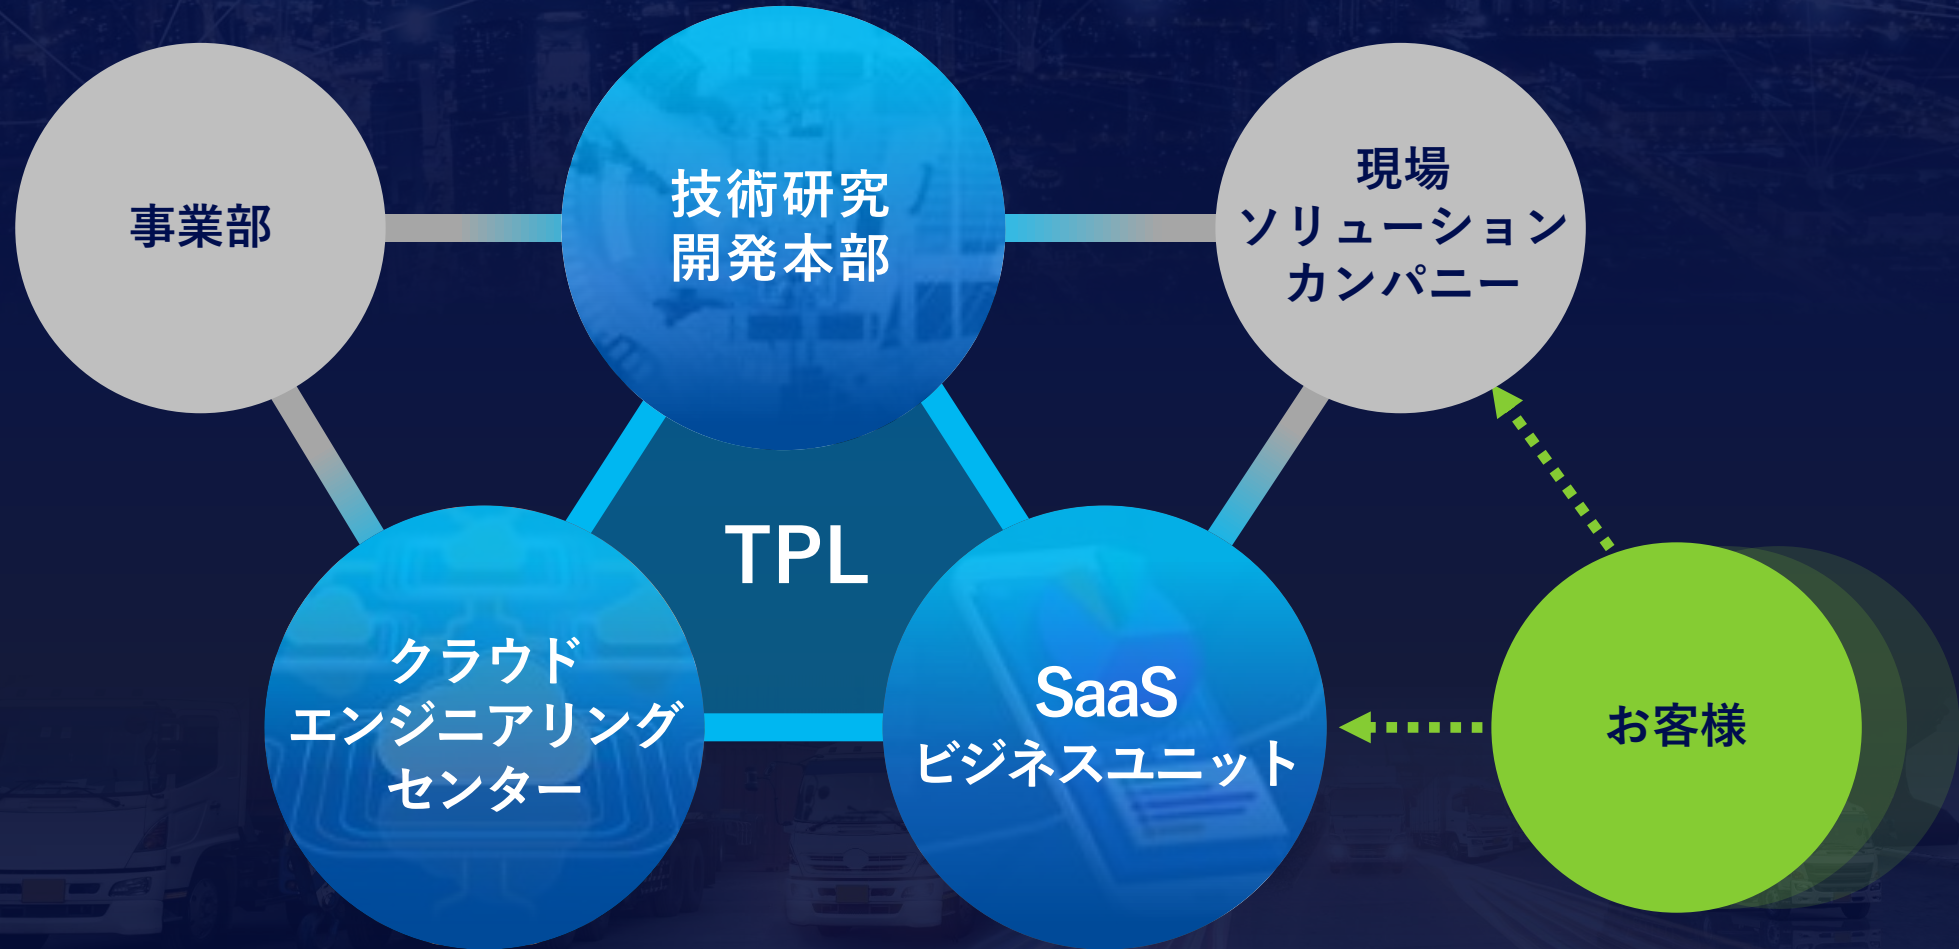 事業部
技術研究
開発本部
現場
ソリューション
カンパニー
TPL
クラウド
エンジニアリング
センター
SaaS
ビジネスユニット
お客様